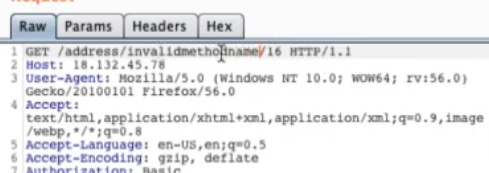 Raw Params Headers Hex
1 GET /address/invalidmethodname/16 HTTP/1.1
2 Host: 18.132.45.78
3 User-Agent: Mozilla/5.0 (Windows NT 10.0; WOW64; rv:56.0)
Gecko/20100101 Firefox/56.0
4 Accept:
text/html,application/xhtml+xml,application/xml;q=0.9,image
/webp,*/*;q=0.8
5 Accept-Language: en-US,en;q=0.5
6 Accept-Encoding: gzip, deflate
7 Authorization: Basic